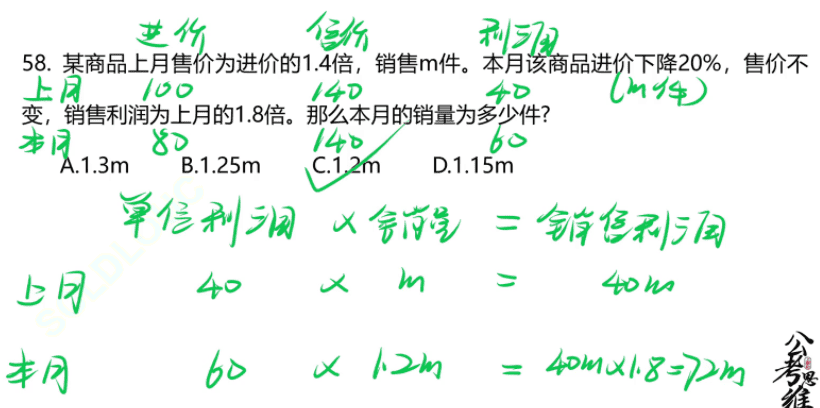 进价 售价 利润
58. 某商品上月售价为进价的1.4倍，销售m件。本月该商品进价下降20%，售价不
上月 100 140 40 (m件)
变，销售利润为上月的1.8倍。那么本月的销量为多少件?
本月 80 140 60
A.1.3m B.1.25m C.1.2m D.1.15m
单位利润 × 销量 = 销售利润
上月 40 × m = 40m
本月 60 × 1.2m = 40m×1.8=72m
公考思维